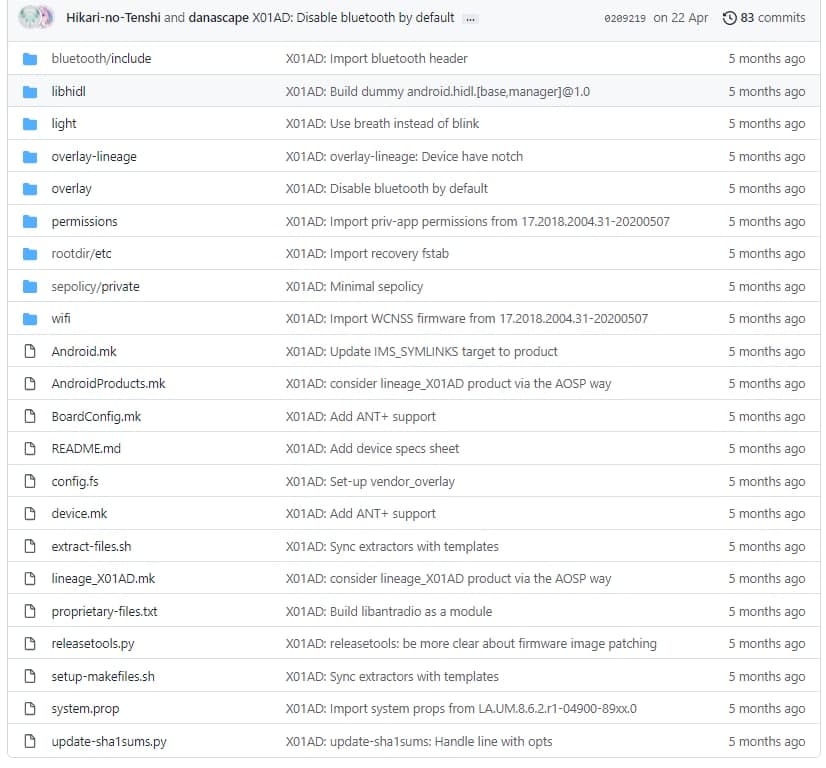 Hikari-no-Tenshi and danascape X01AD: Disable bluetooth by default ... 0209219 on 22 Apr 83 commits
bluetooth/include X01AD: Import bluetooth header 5 months ago
libhidl X01AD: Build dummy android.hidl.[base,manager]@1.0 5 months ago
light X01AD: Use breath instead of blink 5 months ago
overlay-lineage X01AD: overlay-lineage: Device have notch 5 months ago
overlay X01AD: Disable bluetooth by default 5 months ago
permissions X01AD: Import priv-app permissions from 17.2018.2004.31-20200507 5 months ago
rootdir/etc X01AD: Import recovery fstab 5 months ago
sepolicy/private X01AD: Minimal sepolicy 5 months ago
wifi X01AD: Import WCNSS firmware from 17.2018.2004.31-20200507 5 months ago
Android.mk X01AD: Update IMS_SYMLINKS target to product 5 months ago
AndroidProducts.mk X01AD: consider lineage_X01AD product via the AOSP way 5 months ago
BoardConfig.mk X01AD: Add ANT+ support 5 months ago
README.md X01AD: Add device specs sheet 5 months ago
config.fs X01AD: Set-up vendor_overlay 5 months ago
device.mk X01AD: Add ANT+ support 5 months ago
extract-files.sh X01AD: Sync extractors with templates 5 months ago
lineage_X01AD.mk X01AD: consider lineage_X01AD product via the AOSP way 5 months ago
proprietary-files.txt X01AD: Build libantradio as a module 5 months ago
releasetools.py X01AD: releasetools: be more clear about firmware image patching 5 months ago
setup-makefiles.sh X01AD: Sync extractors with templates 5 months ago
system.prop X01AD: Import system props from LA.UM.8.6.2.r1-04900-89xx.0 5 months ago
update-sha1sums.py X01AD: update-sha1sums: Handle line with opts 5 months ago